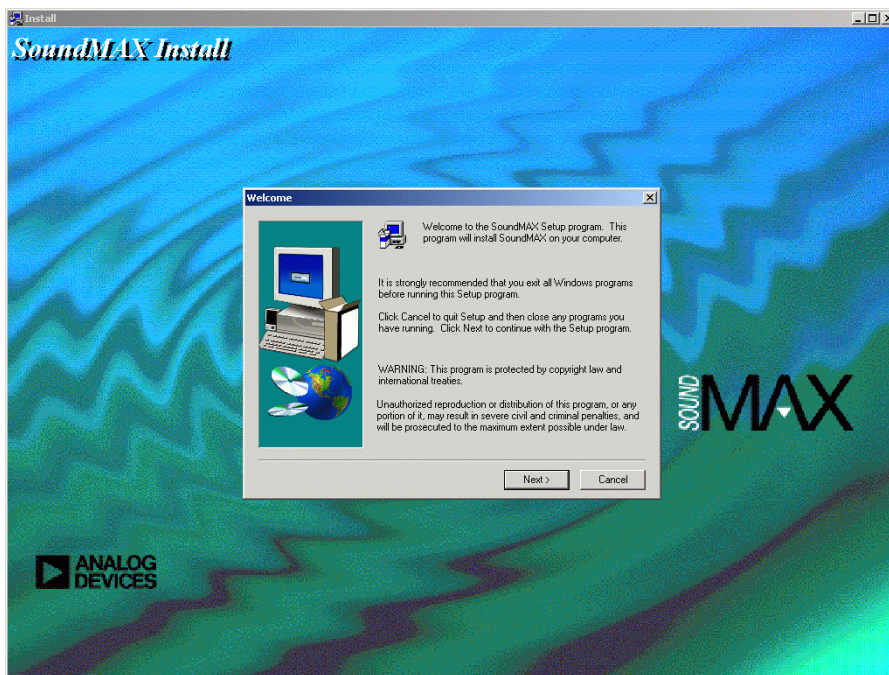 Install
SoundMAX Install
Welcome
Welcome to the SoundMAX Setup program. This
program will install SoundMAX on your computer.
It is strongly recommended that you exit all Windows programs
before running this Setup program.
Click Cancel to quit Setup and then close any programs you
have running. Click Next to continue with the Setup program.
WARNING: This program is protected by copyright law and
international treaties.
Unauthorized reproduction or distribution of this program, or any
portion of it, may result in severe civil and criminal penalties, and
will be prosecuted to the maximum extent possible under law.
Next >
Cancel
SOUND MAX
ANALOG
DEVICES